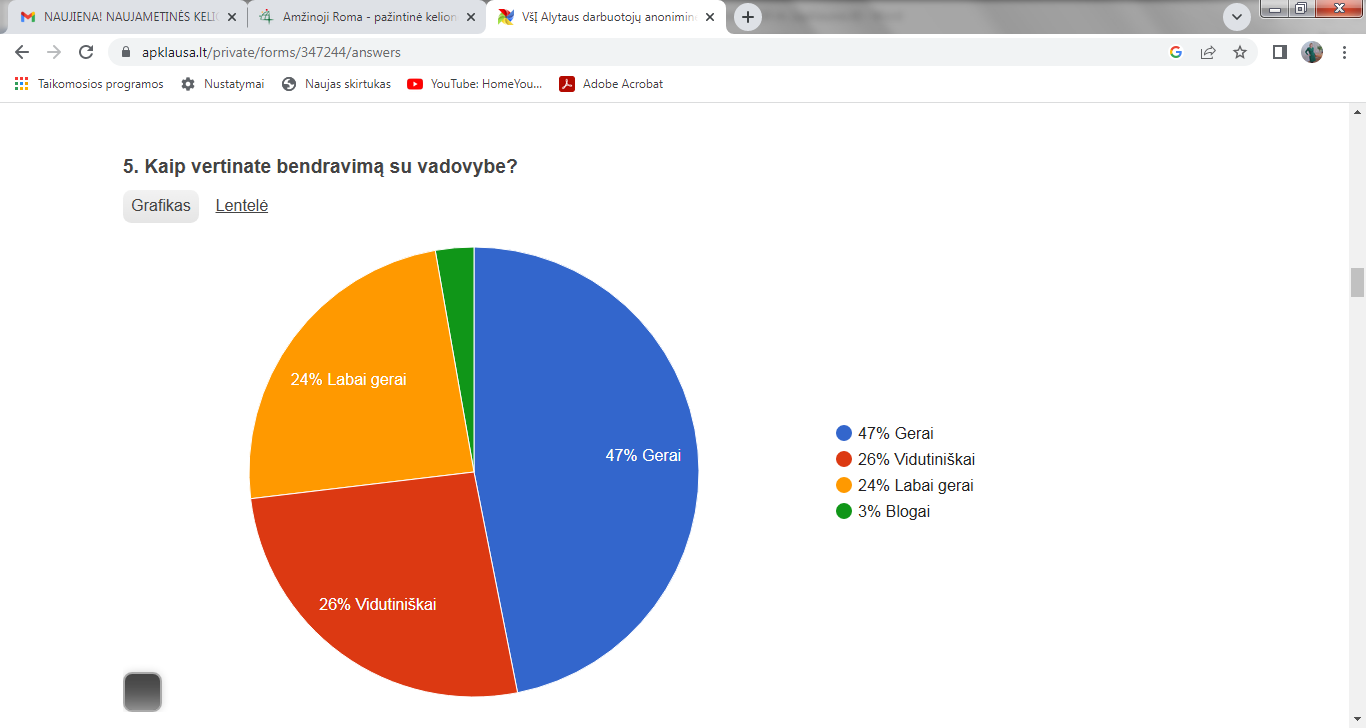 NAUJIENA! NAUJAMETINĖS KELIO
Amžinoji Roma - pažintinė kelion
VšĮ Alytaus darbuotojų anoniminė
apklausa.lt/private/forms/347244/answers
Taikomosios programos
Nustatymai
Naujas skirtukas
YouTube: HomeYou...
Adobe Acrobat
5. Kaip vertinate bendravimą su vadovybe?
Grafikas
Lentelė
24% Labai gerai
47% Gerai
26% Vidutiniškai
47% Gerai
26% Vidutiniškai
24% Labai gerai
3% Blogai